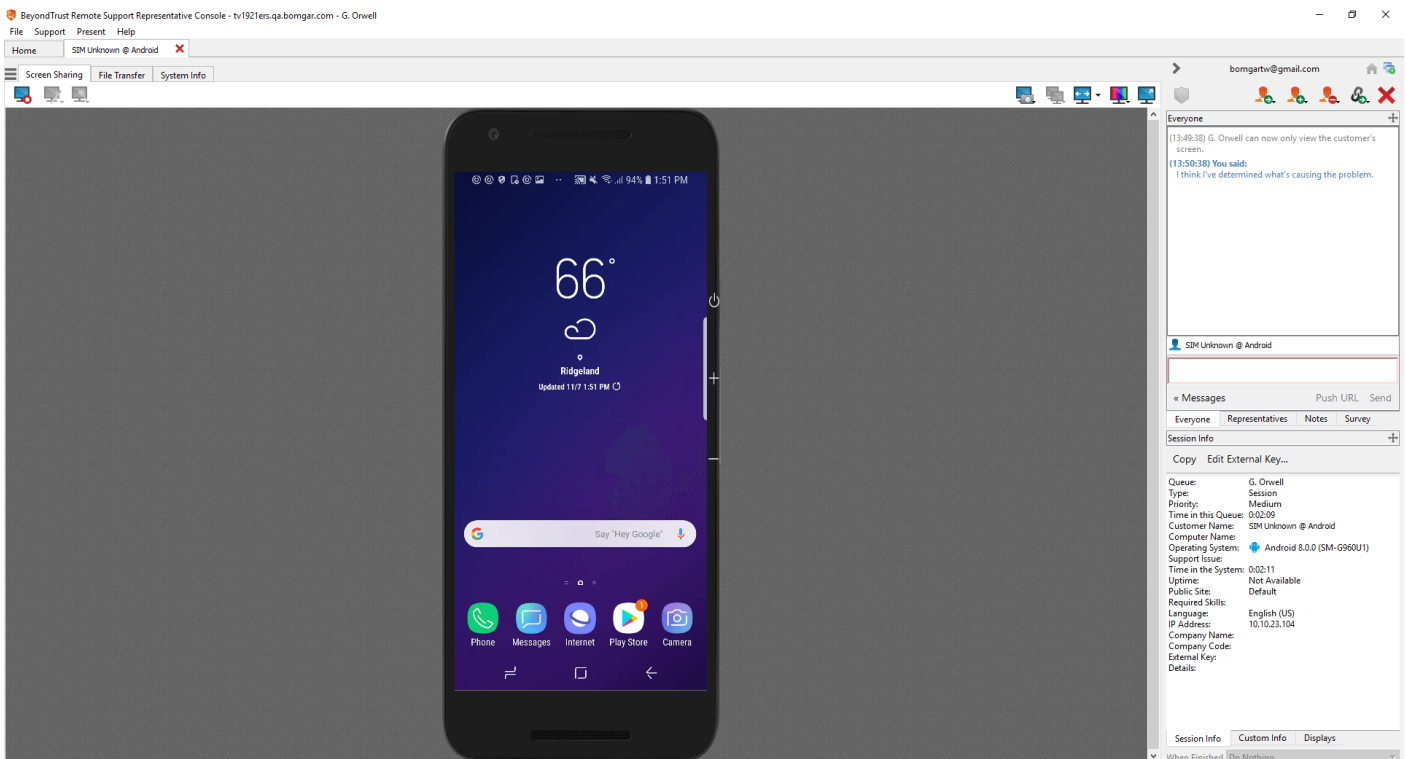 BeyondTrust Remote Support Representative Console - tv1921ers.qa.bomgar.com - G. Orwell
File Support Present Help
Home SIM Unknown @ Android
Screen Sharing File Transfer System Info
94% 1:51 PM
66°
Ridgeland
Updated 11/7 1:51 PM
Say "Hey Google"
1
Phone Messages Internet Play Store Camera
bomgartw@gmail.com
Everyone
(13:49:38) G. Orwell can now only view the customer's
screen.
(13:50:38) You said:
I think I've determined what's causing the problem.
SIM Unknown @ Android
« Messages Push URL Send
Everyone Representatives Notes Survey
Session Info
Copy Edit External Key...
Queue: G. Orwell
Type: Session
Priority: Medium
Time in this Queue: 0:02:09
Customer Name: SIM Unknown @ Android
Computer Name:
Operating System: Android 8.0.0 (SM-G960U1)
Support Issue:
Time in the System: 0:02:11
Uptime: Not Available
Public Site: Default
Required Skills:
Language: English (US)
IP Address: 10.10.23.104
Company Name:
Company Code:
External Key:
Details:
Session Info Custom Info Displays
When Finished Do Nothing